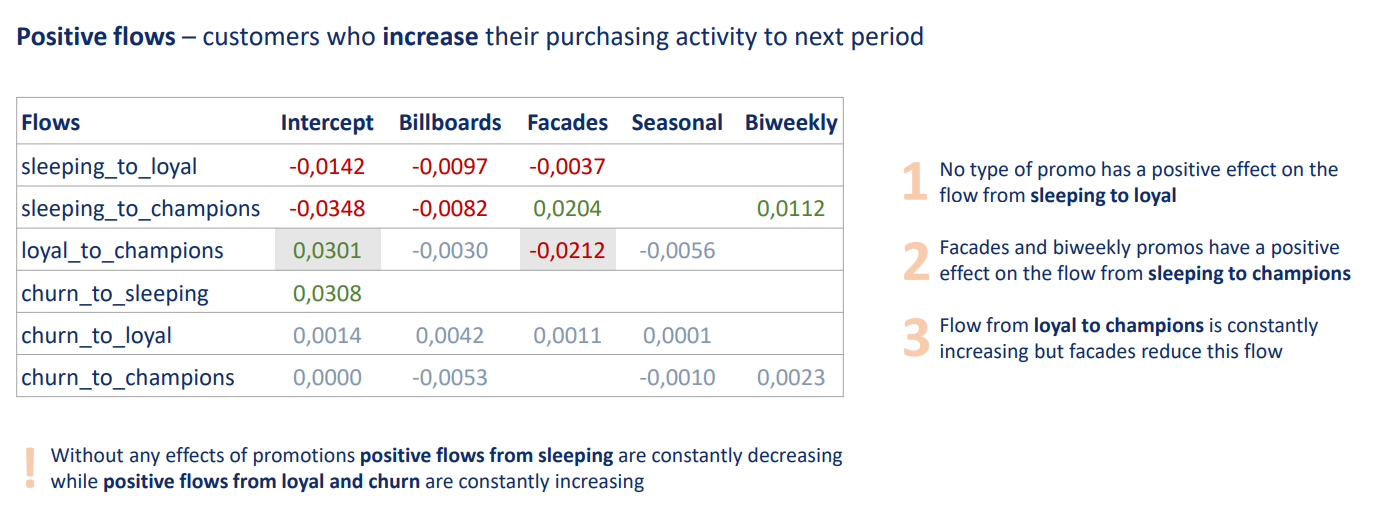 Positive flows – customers who increase their purchasing activity to next period
Flows Intercept Billboards Facades Seasonal Biweekly
sleeping_to_loyal -0,0142 -0,0097 -0,0037
sleeping_to_champions -0,0348 -0,0082 0,0204 0,0112
loyal_to_champions 0,0301 -0,0030 -0,0212 -0,0056
churn_to_sleeping 0,0308
churn_to_loyal 0,0014 0,0042 0,0011 0,0001
churn_to_champions 0,0000 -0,0053 -0,0010 0,0023
1 No type of promo has a positive effect on the
flow from sleeping to loyal
2 Facades and biweekly promos have a positive
effect on the flow from sleeping to champions
3 Flow from loyal to champions is constantly
increasing but facades reduce this flow
! Without any effects of promotions positive flows from sleeping are constantly decreasing
while positive flows from loyal and churn are constantly increasing